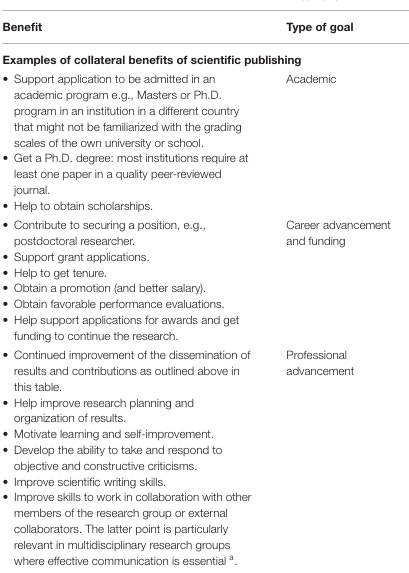 Benefit Type of goal
Examples of collateral benefits of scientific publishing
• Support application to be admitted in an Academic
academic program e.g., Masters or Ph.D.
program in an institution in a different country
that might not be familiarized with the grading
scales of the own university or school.
• Get a Ph.D. degree: most institutions require at
least one paper in a quality peer-reviewed
journal.
• Help to obtain scholarships.
• Contribute to securing a position, e.g., Career advancement
postdoctoral researcher. and funding
• Support grant applications.
• Help to get tenure.
• Obtain a promotion (and better salary).
• Obtain favorable performance evaluations.
• Help support applications for awards and get
funding to continue the research.
• Continued improvement of the dissemination of Professional
results and contributions as outlined above in advancement
this table.
• Help improve research planning and
organization of results.
• Motivate learning and self-improvement.
• Develop the ability to take and respond to
objective and constructive criticisms.
• Improve scientific writing skills.
• Improve skills to work in collaboration with other
members of the research group or external
collaborators. The latter point is particularly
relevant in multidisciplinary research groups
where effective communication is essential a.